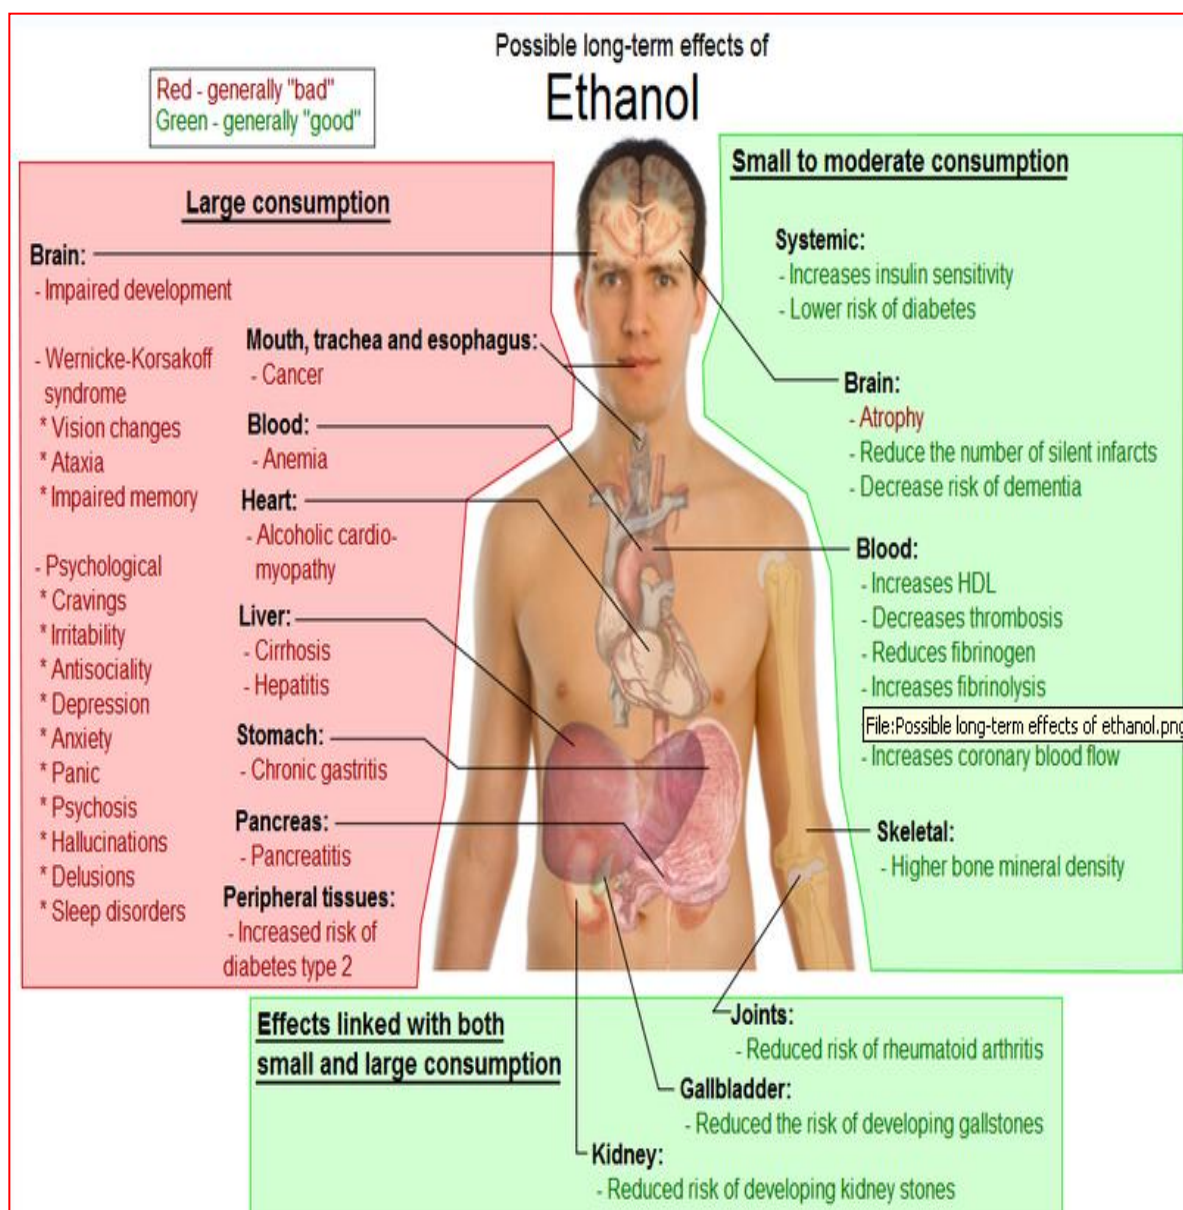 Possible long-term effects of
Ethanol
Red - generally "bad"
Green - generally "good"
Large consumption
Brain:
- Impaired development
- Wernicke-Korsakoff
syndrome
* Vision changes
* Ataxia
* Impaired memory
- Psychological
* Cravings
* Irritability
* Antisociality
* Depression
* Anxiety
* Panic
* Psychosis
* Hallucinations
* Delusions
* Sleep disorders
Mouth, trachea and esophagus:
- Cancer
Blood:
- Anemia
Heart:
- Alcoholic cardio-
myopathy
Liver:
- Cirrhosis
- Hepatitis
Stomach:
- Chronic gastritis
Pancreas:
- Pancreatitis
Peripheral tissues:
- Increased risk of
diabetes type 2
Small to moderate consumption
Systemic:
- Increases insulin sensitivity
- Lower risk of diabetes
Brain:
- Atrophy
- Reduce the number of silent infarcts
- Decrease risk of dementia
Blood:
- Increases HDL
- Decreases thrombosis
- Reduces fibrinogen
- Increases fibrinolysis
File:Possible long-term effects of ethanol.png
- Increases coronary blood flow
Skeletal:
- Higher bone mineral density
Effects linked with both
small and large consumption
Joints:
- Reduced risk of rheumatoid arthritis
Gallbladder:
- Reduced the risk of developing gallstones
Kidney:
- Reduced risk of developing kidney stones